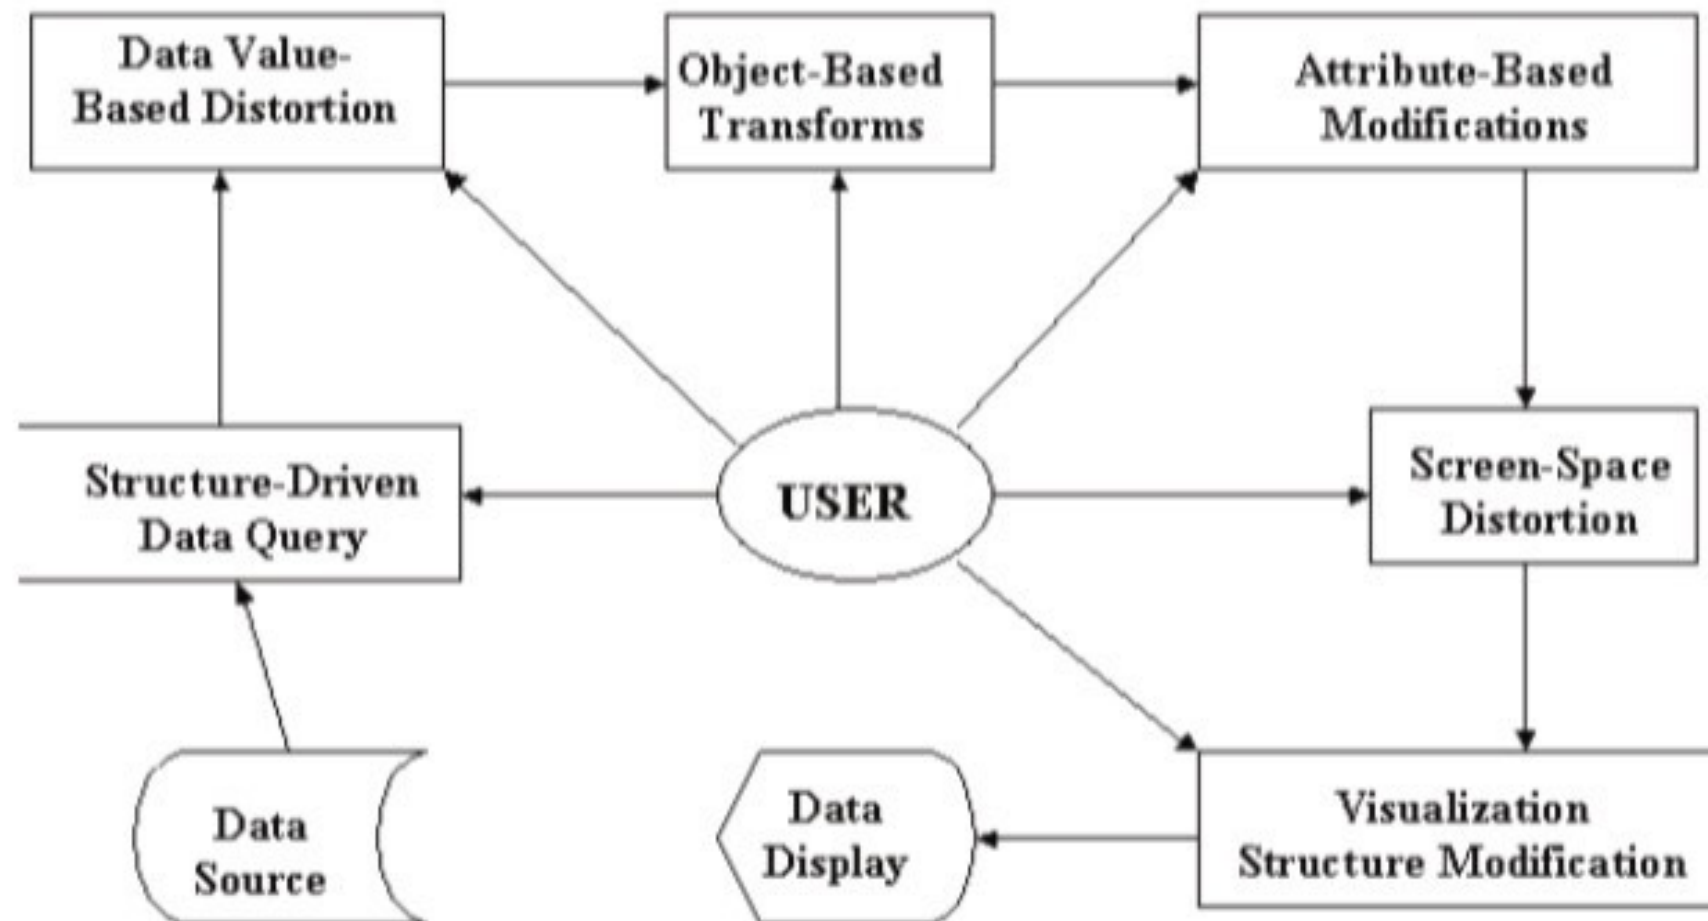 Data Value-
Based Distortion
Object-Based
Transforms
Attribute-Based
Modifications
Structure-Driven
Data Query
USER
Screen-Space
Distortion
Data
Source
Data
Display
Visualization
Structure Modification